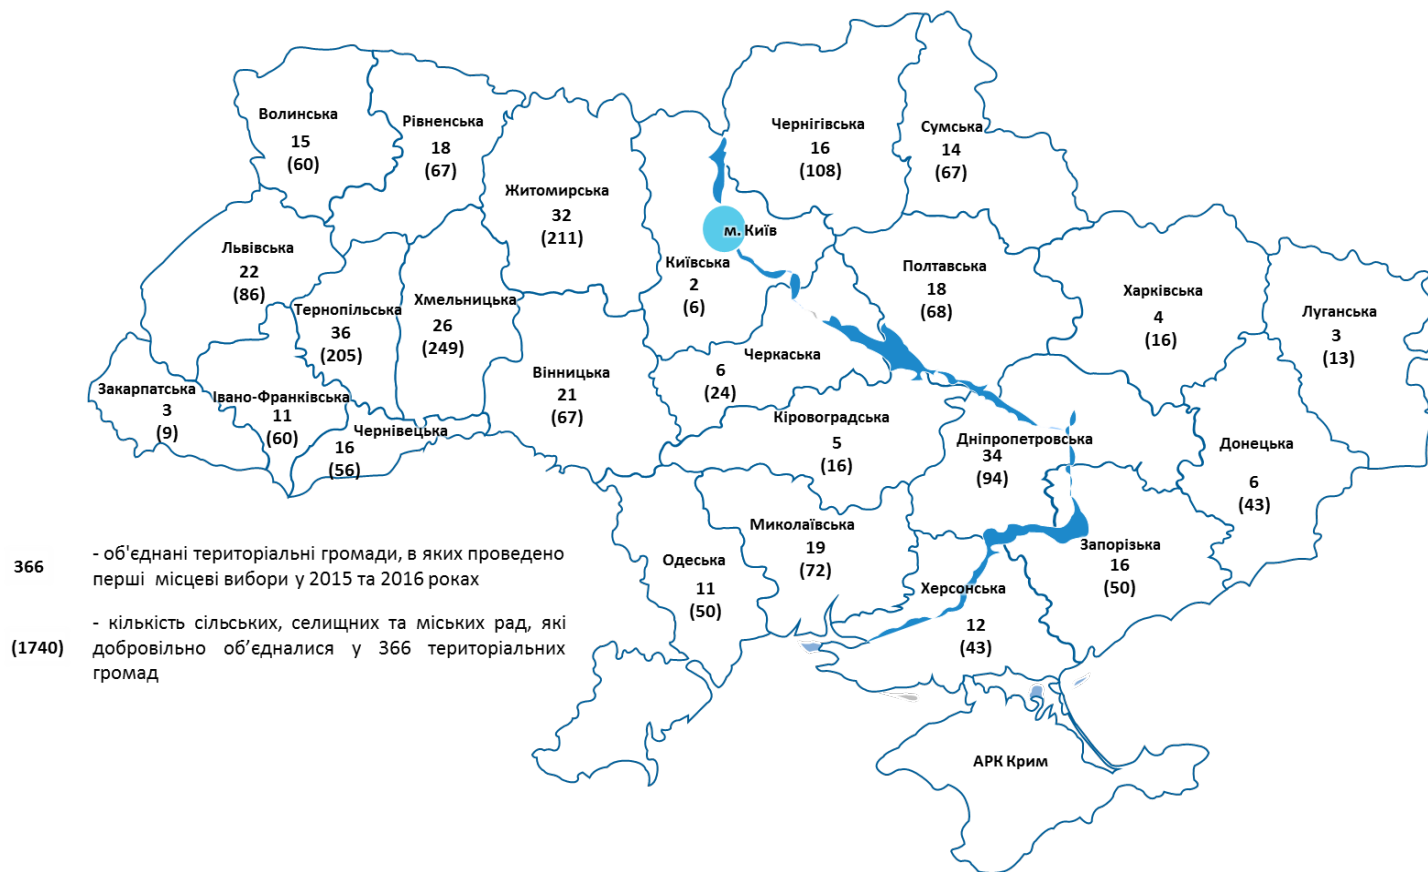 Волинська
15
(60)
Рівненська
18
(67)
Житомирська
32
(211)
Чернігівська
16
(108)
Сумська
14
(67)
м. Київ
Київська
2
(6)
Львівська
22
(86)
Тернопільська
36
(205)
Хмельницька
26
(249)
Полтавська
18
(68)
Харківська
4
(16)
Луганська
3
(13)
Закарпатська
3
(9)
Івано-Франківська
11
(60)
Чернівецька
16
(56)
Вінницька
21
(67)
Черкаська
6
(24)
Кіровоградська
5
(16)
Дніпропетровська
34
(94)
Донецька
6
(43)
Одеська
11
(50)
Миколаївська
19
(72)
Херсонська
12
(43)
Запорізька
16
(50)
АРК Крим
366 - об'єднані територіальні громади, в яких проведено
перші місцеві вибори у 2015 та 2016 роках
- кількість сільських, селищних та міських рад, які
(1740) добровільно об’єдналися у 366 територіальних
громад